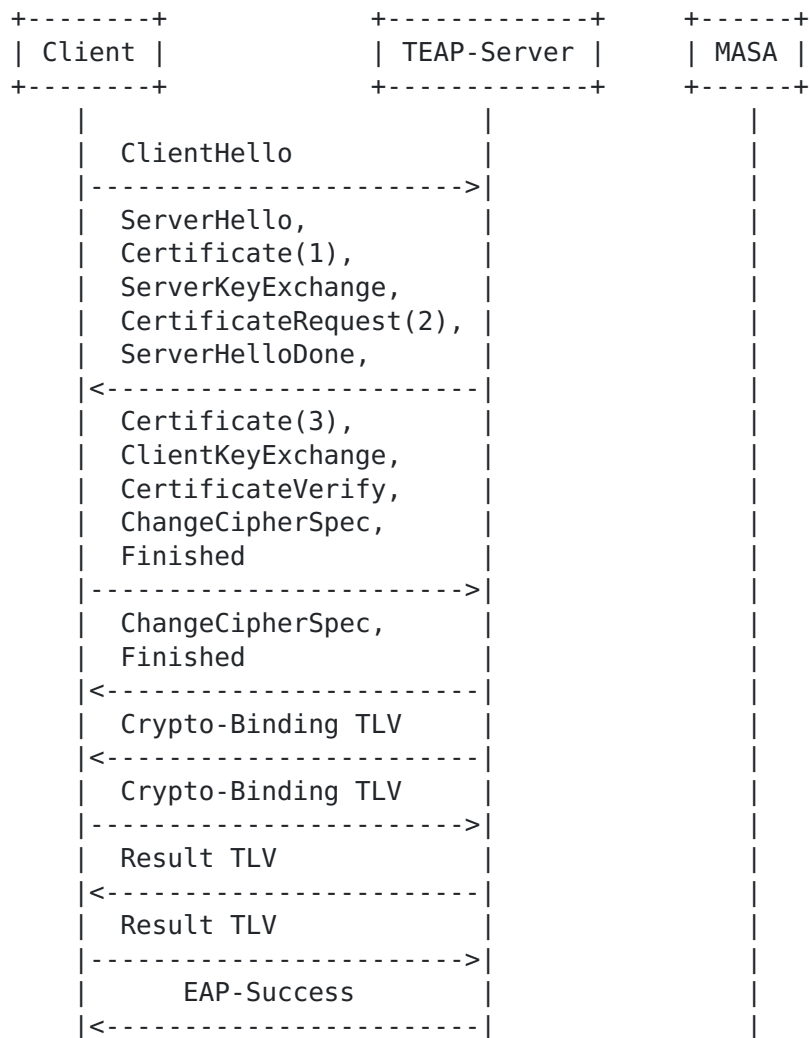 +--------+                +-------------+     +------+
| Client |                | TEAP-Server |     | MASA |
+--------+                +-------------+     +------+
     |                           |                 |
     |  ClientHello              |                 |
     |-------------------------->|                 |
     |  ServerHello,             |                 |
     |  Certificate(1),          |                 |
     |  ServerKeyExchange,       |                 |
     |  CertificateRequest(2),   |                 |
     |  ServerHelloDone,         |                 |
     |<--------------------------|                 |
     |  Certificate(3),          |                 |
     |  ClientKeyExchange,       |                 |
     |  CertificateVerify,       |                 |
     |  ChangeCipherSpec,        |                 |
     |  Finished                 |                 |
     |-------------------------->|                 |
     |  ChangeCipherSpec,        |                 |
     |  Finished                 |                 |
     |<--------------------------|                 |
     |  Crypto-Binding TLV       |                 |
     |<--------------------------|                 |
     |  Crypto-Binding TLV       |                 |
     |-------------------------->|                 |
     |  Result TLV               |                 |
     |<--------------------------|                 |
     |  Result TLV               |                 |
     |-------------------------->|                 |
     |      EAP-Success          |                 |
     |<--------------------------|                 |